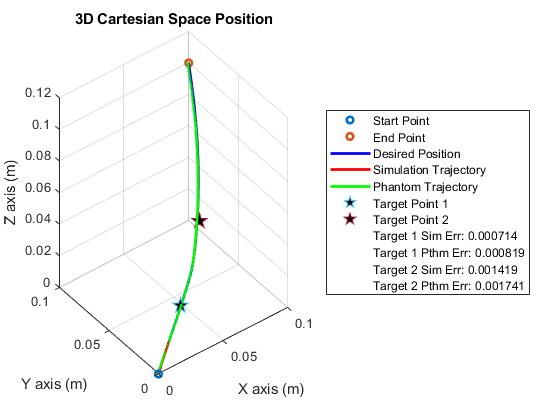 3D Cartesian Space Position
0.12
0.1
0.08
0.06
0.04
0.02
0
Z axis (m)
0.1
0.05
0
Y axis (m)
0
0.05
0.1
X axis (m)
Start Point
End Point
Desired Position
Simulation Trajectory
Phantom Trajectory
Target Point 1
Target Point 2
Target 1 Sim Err: 0.000714
Target 1 Pthm Err: 0.000819
Target 2 Sim Err: 0.001419
Target 2 Pthm Err: 0.001741